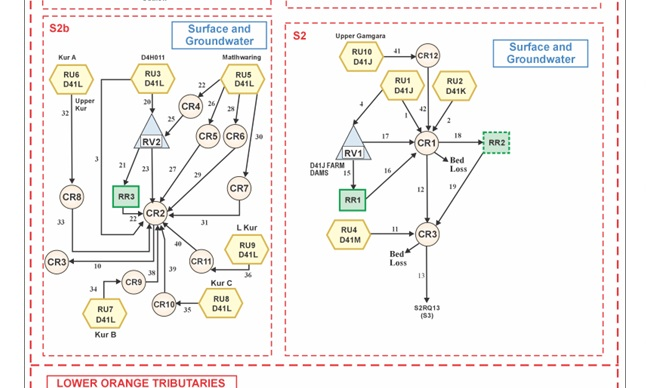 S2b
Surface and
Groundwater
Kur A
D4H011
Matlhwaring
RU6
D41L
RU3
D41L
RU5
D41L
Upper
Kur
32
20
22
26
28
30
CR4
25
RV2
CR5
CR6
3
21
23
27
29
CR8
RR3
CR7
33
22
CR2
31
40
L Kur
RU9
D41L
CR3
10
CR11
36
38
39
CR9
34
Kur C
RU7
D41L
CR10
35
RU8
D41L
Kur B
S2
Upper Gamgara
RU10
D41J
41
CR12
Surface and
Groundwater
RU1
D41J
RU2
D41K
4
1
42
2
RV1
17
CR1
18
RR2
D41J FARM
DAMS
15
16
Bed
Loss
RR1
12
19
RU4
D41M
11
CR3
Bed
Loss
13
S2RQ13
(S3)
LOWER ORANGE TRIBUTARIES